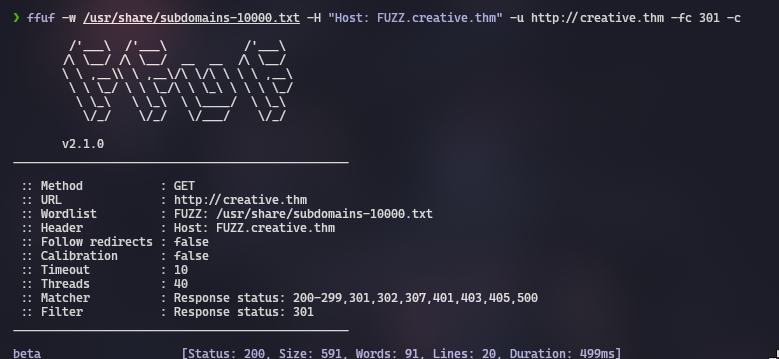 ❯ ffuf -w /usr/share/subdomains-10000.txt -H "Host: FUZZ.creative.thm" -u http://creative.thm -fc 301 -c
        /'___\  /'___\           /'___\
       /\ \__/ /\ \__/  __  __  /\ \__/
       \ \ ,__\\ \ ,__\/\ \/\ \ \ \ ,__\
        \ \ \_/ \ \ \_/\ \ \_\ \ \ \ \_/
         \ \_\   \ \_\  \ \____/  \ \_\
          \/_/    \/_/   \/___/    \/_/
v2.1.0
________________________________________________
:: Method           : GET
:: URL              : http://creative.thm
:: Wordlist         : FUZZ: /usr/share/subdomains-10000.txt
:: Header           : Host: FUZZ.creative.thm
:: Follow redirects : false
:: Calibration      : false
:: Timeout          : 10
:: Threads          : 40
:: Matcher          : Response status: 200-299,301,302,307,401,403,405,500
:: Filter           : Response status: 301
________________________________________________
beta                    [Status: 200, Size: 591, Words: 91, Lines: 20, Duration: 499ms]